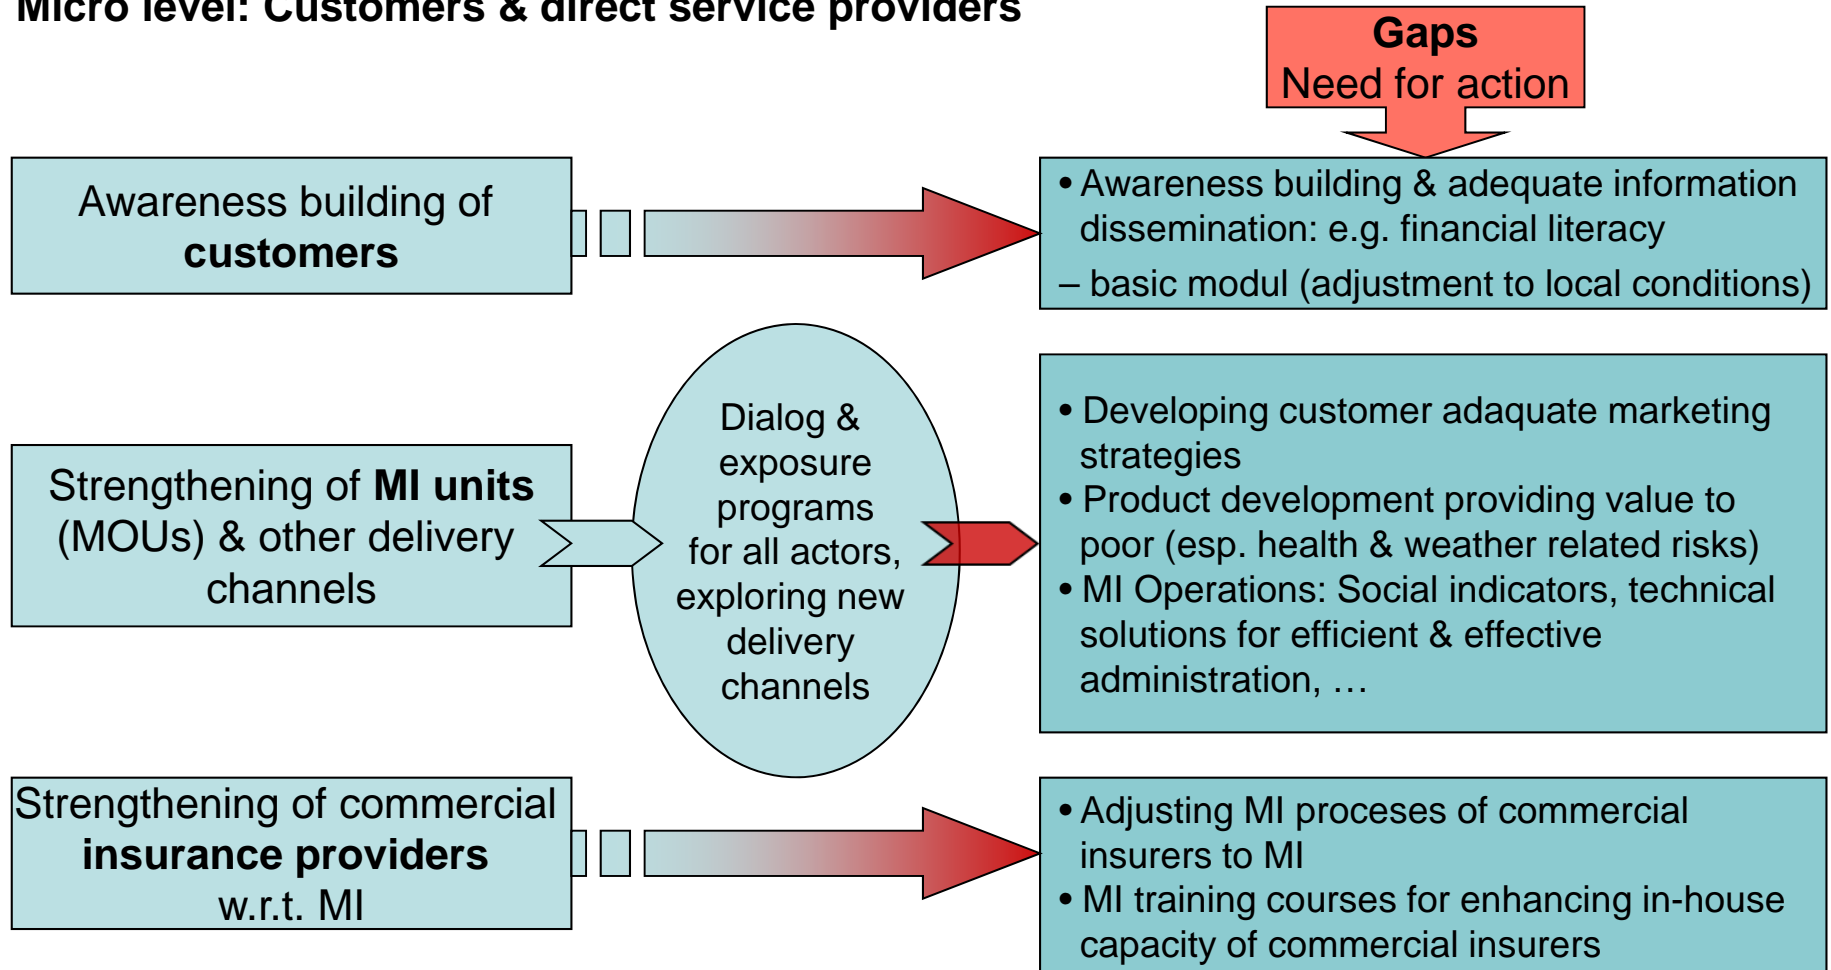 Micro level: Customers & direct service providers
Gaps
Need for action
Awareness building of
customers
• Awareness building & adequate information
dissemination: e.g. financial literacy
– basic modul (adjustment to local conditions)
Strengthening of MI units
(MOUs) & other delivery
channels
Dialog &
exposure
programs
for all actors,
exploring new
delivery
channels
• Developing customer adaquate marketing
strategies
• Product development providing value to
poor (esp. health & weather related risks)
• MI Operations: Social indicators, technical
solutions for efficient & effective
administration, …
Strengthening of commercial
insurance providers
w.r.t. MI
• Adjusting MI proceses of commercial
insurers to MI
• MI training courses for enhancing in-house
capacity of commercial insurers